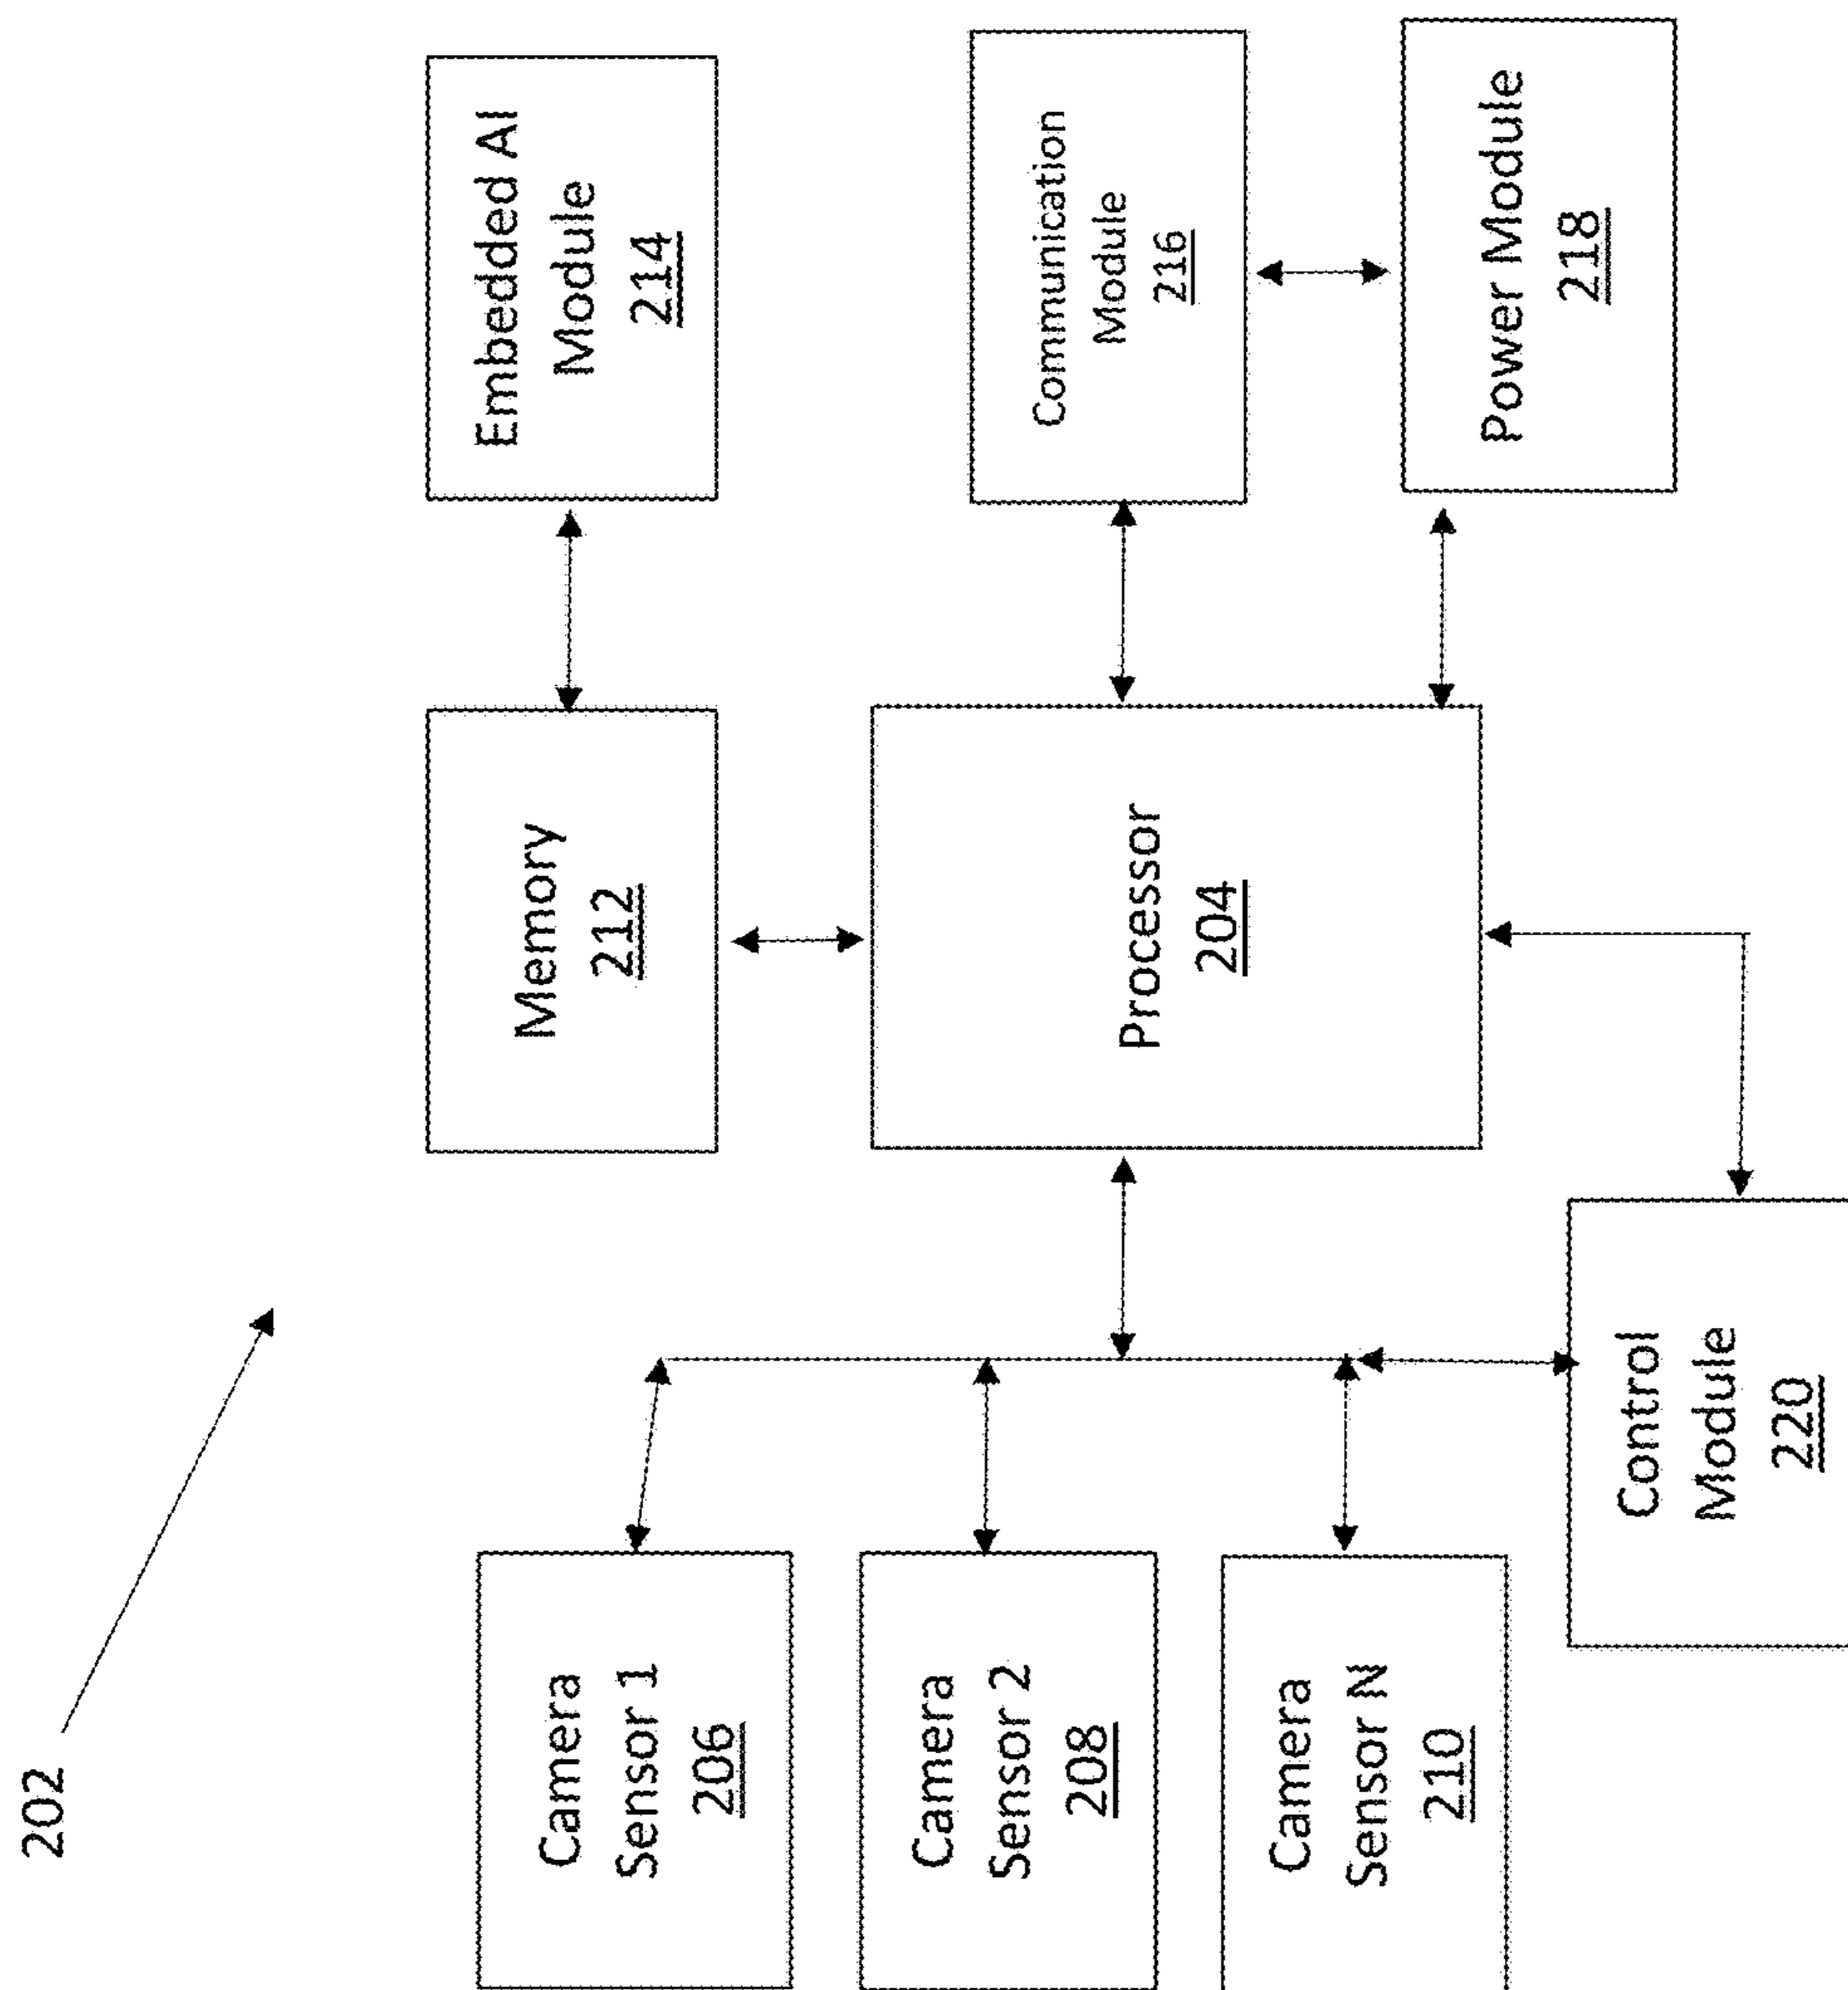 202
Camera
Sensor 1
206
Camera
Sensor 2
208
Camera
Sensor N
210
Memory
212
Processor
204
Control
Module
220
Embedded AI
Module
214
Communication
Module
216
Power Module
218